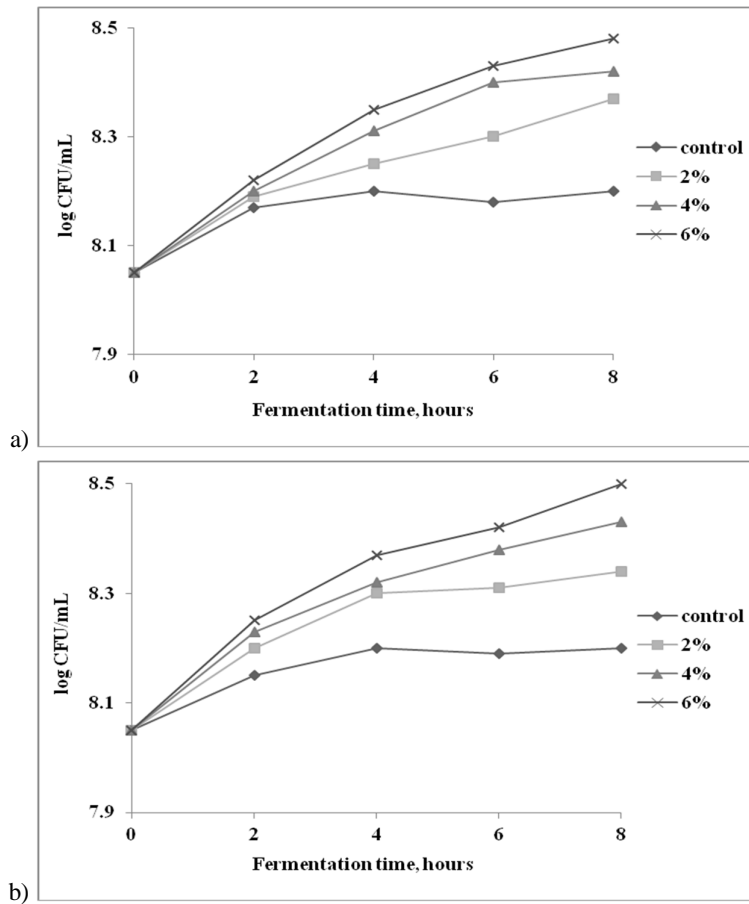 8.5
8.3
8.1
7.9
log CFU/mL
0 2 4 6 8
Fermentation time, hours
control
2%
4%
6%
a)
8.5
8.3
8.1
7.9
log CFU/mL
0 2 4 6 8
Fermentation time, hours
control
2%
4%
6%
b)